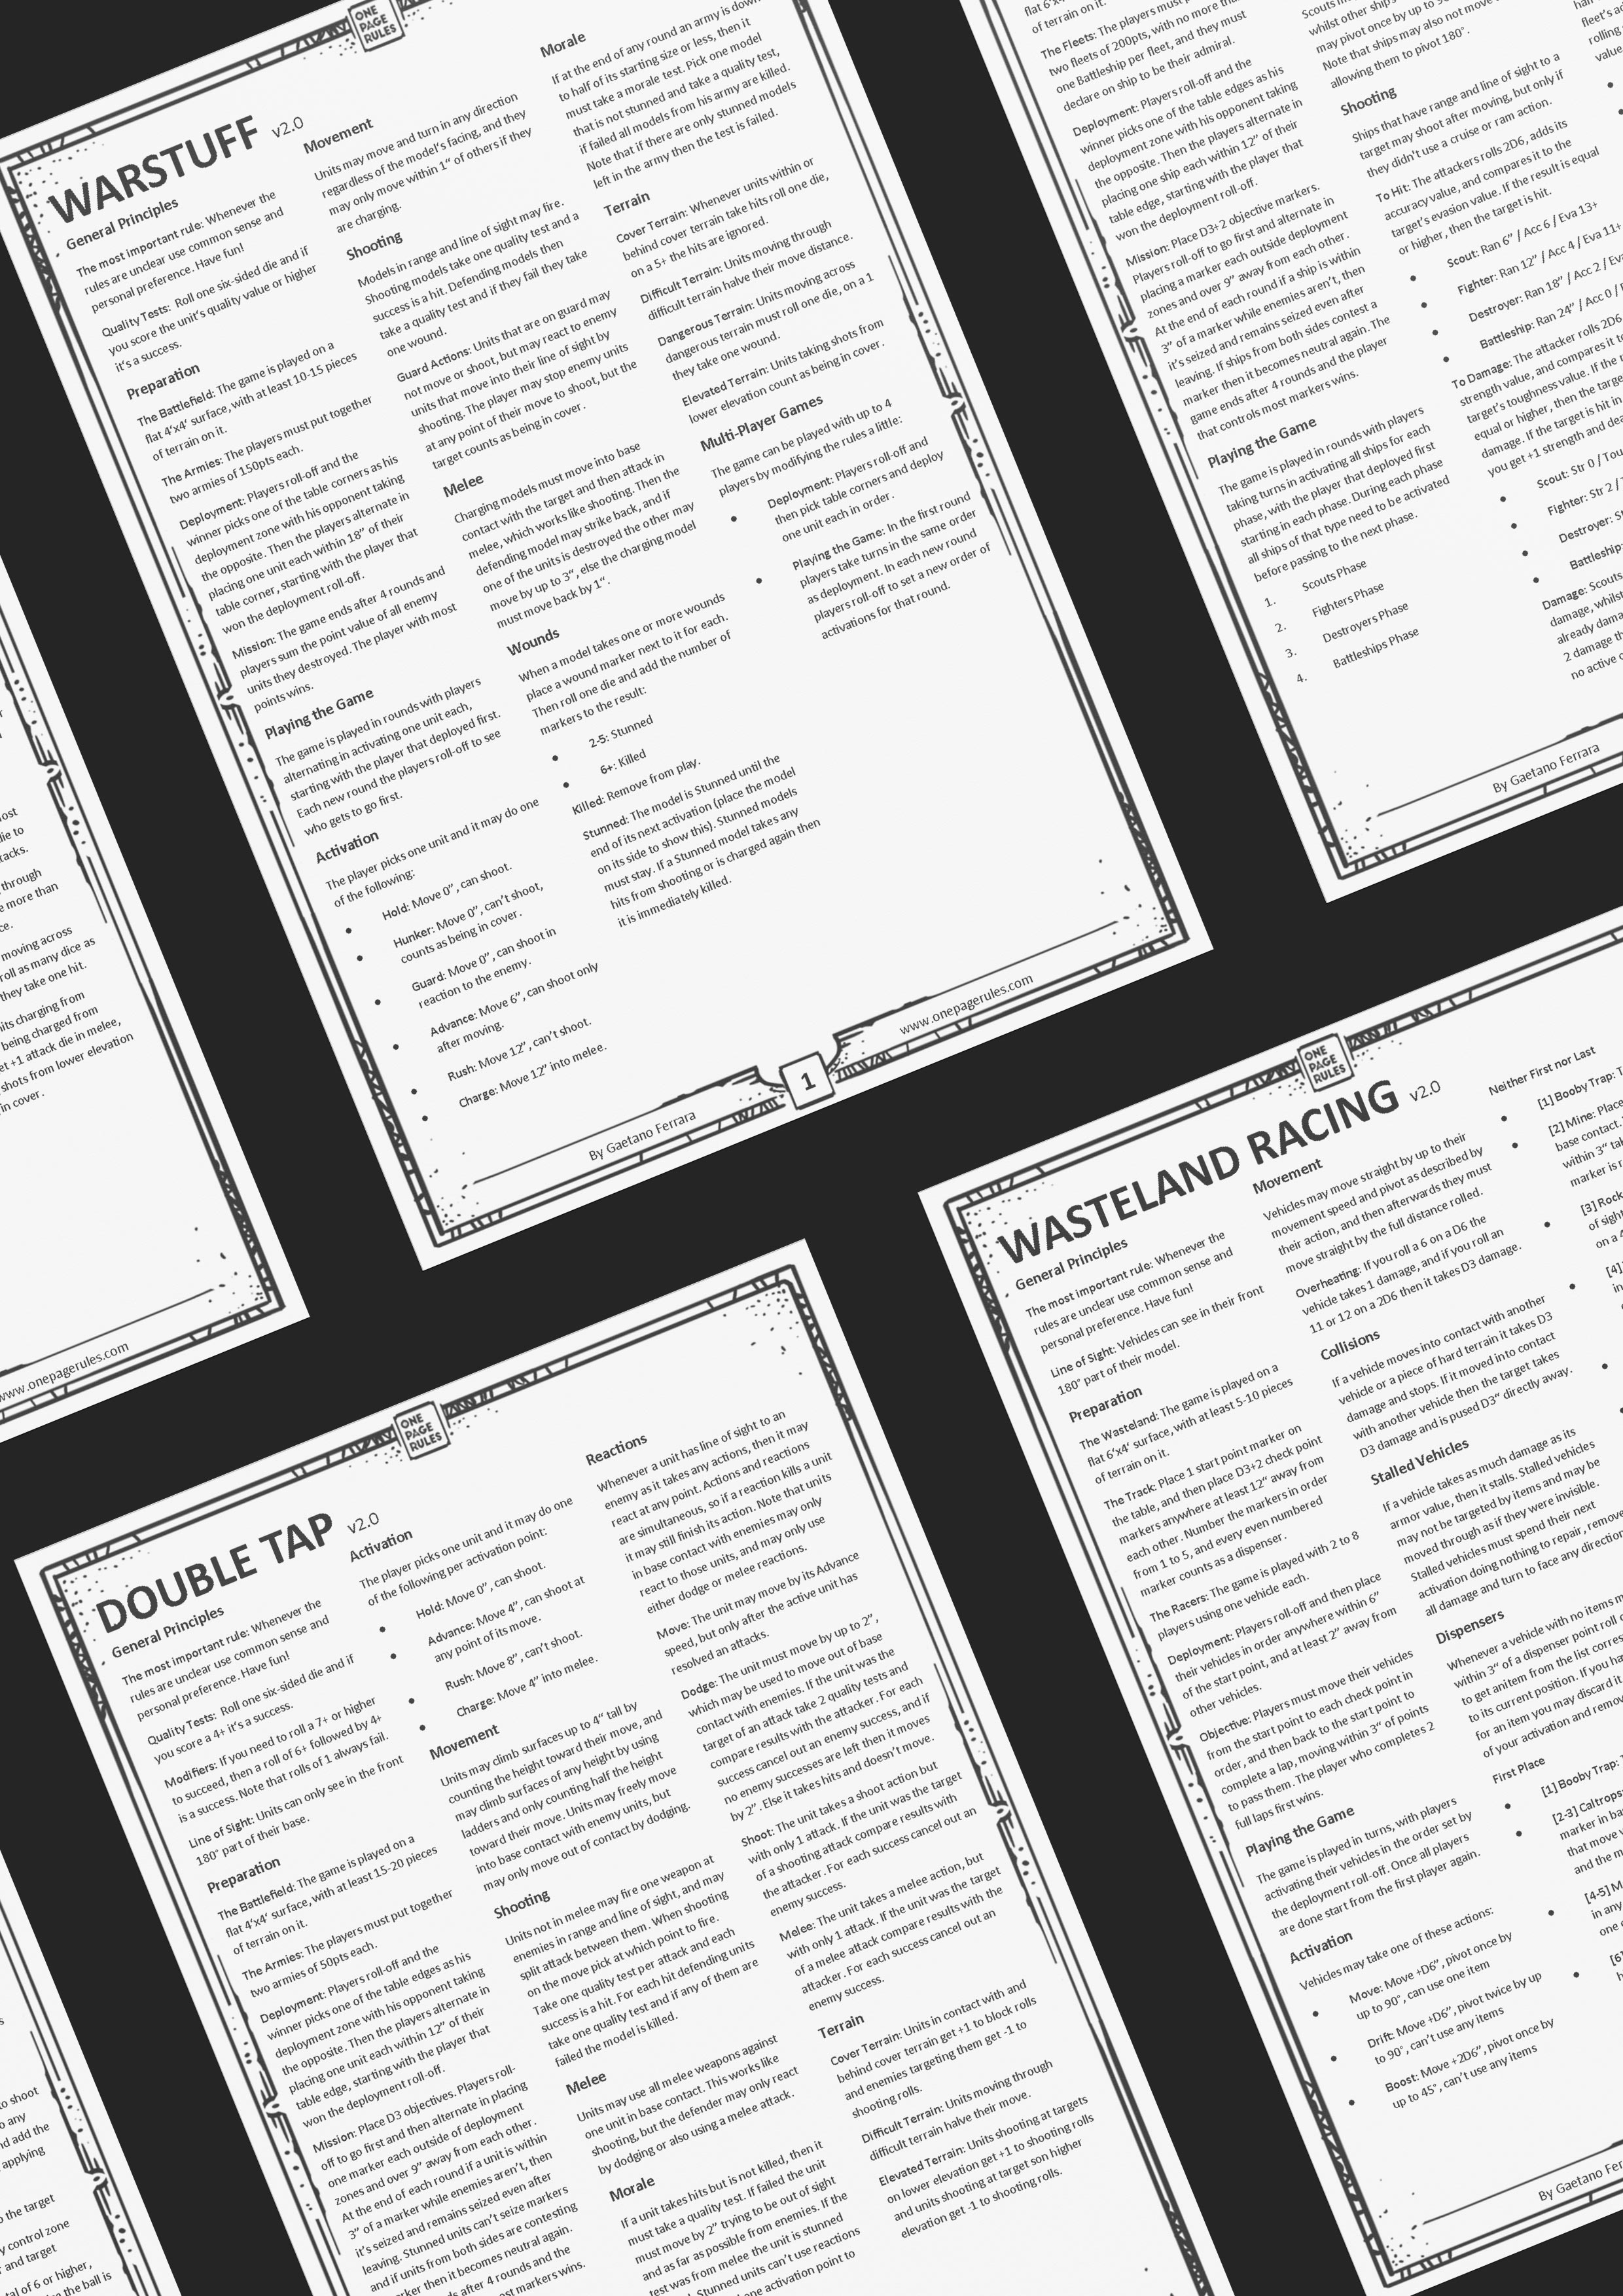 ONE
PAGE
RULES
WARSTUFF v2.0
General Principles
The most important rule: Whenever the
rules are unclear use common sense and
personal preference. Have fun!
Quality Tests: Roll one six-sided die and if
you score the unit's quality value or higher
it's a success.
Preparation
The Battlefield: The game is played on a
flat 4'x4' surface, with at least 10-15 pieces
of terrain on it.
The Armies: The players must put together
two armies of 150pts each.
Deployment: Players roll-off and the
winner picks one of the table corners as his
deployment zone with his opponent taking
the opposite. Then the players alternate in
placing one unit each within 18" of their
table corner, starting with the player that
won the deployment roll-off.
Mission: The game ends after 4 rounds and
players sum the point value of all enemy
units they destroyed. The player with most
points wins.
Playing the Game
The game is played in rounds with players
alternating in activating one unit each,
starting with the player that deployed first.
Each new round the players roll-off to see
who gets to go first.
Activation
The player picks one unit and it may do one
of the following:
• Hold: Move 0", can shoot.
• Hunker: Move 0", can't shoot,
counts as being in cover.
• Guard: Move 0", can shoot in
reaction to the enemy.
• Advance: Move 6", can shoot only
after moving.
• Rush: Move 12", can't shoot.
• Charge: Move 12" into melee.
Movement
Units may move and turn in any direction
regardless of the model's facing, and they
may only move within 1" of others if they
are charging.
Shooting
Models in range and line of sight may fire.
Shooting models take one quality test and a
success is a hit. Defending models then
take a quality test and if they fail they take
one wound.
Guard Actions: Units that are on guard may
not move or shoot, but may react to enemy
units that move into their line of sight by
shooting. The player may stop enemy units
at any point of their move to shoot, but the
target counts as being in cover.
Melee
Charging models must move into base
contact with the target and then attack in
melee, which works like shooting. Then the
defending model may strike back, and if
one of the units is destroyed the other may
move by up to 3", else the charging model
must move back by 1".
Wounds
When a model takes one or more wounds
place a wound marker next to it for each.
Then roll one die and add the number of
markers to the result:
• 2-5: Stunned
• 6+: Killed
Killed: Remove from play.
Stunned: The model is Stunned until the
end of its next activation (place the model
on its side to show this). Stunned models
must stay. If a Stunned model takes any
hits from shooting or is charged again then
it is immediately killed.
Morale
If at the end of any round an army is down
to half of its starting size or less, then it
must take a morale test. Pick one model
that is not stunned and take a quality test,
if failed all models from his army are killed.
Note that if there are only stunned models
left in the army then the test is failed.
Terrain
Cover Terrain: Whenever units within or
behind cover terrain take hits roll one die,
on a 5+ the hits are ignored.
Difficult Terrain: Units moving through
difficult terrain halve their move distance.
Dangerous Terrain: Units moving across
dangerous terrain must roll one die, on a 1
they take one wound.
Elevated Terrain: Units taking shots from
lower elevation count as being in cover.
Multi-Player Games
The game can be played with up to 4
players by modifying the rules a little:
• Deployment: Players roll-off and
then pick table corners and deploy
one unit each in order.
• Playing the Game: In the first round
players take turns in the same order
as deployment. In each new round
players roll-off to set a new order of
activations for that round.
By Gaetano Ferrara
1
www.onepagerules.com
flat 6'x4'
of terrain on it.
The Fleets: The players must
two fleets of 200pts, with no more
one Battleship per fleet, and they must
declare on ship to be their admiral.
Deployment: Players roll-off and the
winner picks one of the table edges as his
deployment zone with his opponent taking
the opposite. Then the players alternate in
placing one ship each within 12" of their
table edge, starting with the player that
won the deployment roll-off.
Mission: Place D3+2 objective markers.
Players roll-off to go first and alternate in
placing a marker each outside deployment
zones and over 9" away from each other.
At the end of each round if a ship is within
3" of a marker while enemies aren't, then
it's seized and remains seized even after
leaving. If ships from both sides contest a
marker then it becomes neutral again. The
game ends after 4 rounds and the player
that controls most markers wins.
Playing the Game
The game is played in rounds with players
taking turns in activating all ships for each
phase, with the player that deployed first
starting in each phase. During each phase
all ships of that type need to be activated
before passing to the next phase.
1. Scouts Phase
2. Fighters Phase
3. Destroyers Phase
4. Battleships Phase
Scouts
whilst other ships
may pivot once by up to
Note that ships may also not move
allowing them to pivot 180°.
Shooting
Ships that have range and line of sight to a
target may shoot after moving, but only if
they didn't use a cruise or ram action.
To Hit: The attackers rolls 2D6, adds its
accuracy value, and compares it to the
target's evasion value. If the result is equal
or higher, then the target is hit.
• Scout: Ran 6" / Acc 6 / Eva 13+
• Fighter: Ran 12" / Acc 4 / Eva 11+
• Destroyer: Ran 18" / Acc 2 / Eva
• Battleship: Ran 24" / Acc 0 /
To Damage: The attacker rolls 2D6
strength value, and compares it to
target's toughness value. If the
equal or higher, then the target
damage. If the target is hit in
you get +1 strength and
• Scout: Str 0 / Tou
• Fighter: Str 2 /
• Destroyer:
• Battleship:
Damage: Scouts
damage, whilst
already dama
2 damage
no active
fleet's
rolling
value
By Gaetano Ferrara
ost
die to
racks.
through
more than
ce.
moving across
roll as many dice as
they take one hit.
its charging from
being charged from
et +1 attack die in melee,
shots from lower elevation
in cover.
www.onepagerules.com
ONE
PAGE
RULES
DOUBLE TAP v2.0
General Principles
The most important rule: Whenever the
rules are unclear use common sense and
personal preference. Have fun!
Quality Tests: Roll one six-sided die and if
you score a 4+ it's a success.
Modifiers: If you need to roll a 7+ or higher
to succeed, then a roll of 6+ followed by 4+
is a success. Note that rolls of 1 always fail.
Line of Sight: Units can only see in the front
180° part of their base.
Preparation
The Battlefield: The game is played on a
flat 4'x4' surface, with at least 15-20 pieces
of terrain on it.
The Armies: The players must put together
two armies of 50pts each.
Deployment: Players roll-off and the
winner picks one of the table edges as his
deployment zone with his opponent taking
the opposite. Then the players alternate in
placing one unit each within 12" of their
table edge, starting with the player that
won the deployment roll-off.
Mission: Place D3 objectives. Players roll-
off to go first and then alternate in placing
one marker each outside of deployment
zones and over 9" away from each other.
At the end of each round if a unit is within
3" of a marker while enemies aren't, then
it's seized and remains seized even after
leaving. Stunned units can't seize markers
and if units from both sides are contesting
marker then it becomes neutral again.
ds after 4 rounds and the
st markers wins.
Activation
The player picks one unit and it may do one
of the following per activation point:
• Hold: Move 0", can shoot.
• Advance: Move 4", can shoot at
any point of its move.
• Rush: Move 8", can't shoot.
• Charge: Move 4" into melee.
Movement
Units may climb surfaces up to 4" tall by
counting the height toward their move, and
may climb surfaces of any height by using
ladders and only counting half the height
toward their move. Units may freely move
into base contact with enemy units, but
may only move out of contact by dodging.
Shooting
Units not in melee may fire one weapon at
enemies in range and line of sight, and may
split attack between them. When shooting
on the move pick at which point to fire.
Take one quality test per attack and each
success is a hit. For each hit defending units
take one quality test and if any of them are
failed the model is killed.
Melee
Units may use all melee weapons against
one unit in base contact. This works like
shooting, but the defender may only react
by dodging or also using a melee attack.
Morale
If a unit takes hits but is not killed, then it
must take a quality test. If failed the unit
must move by 2" trying to be out of sight
and as far as possible from enemies. If the
test was from melee the unit is stunned
Stunned units can't use reactions
one activation point to
Reactions
Whenever a unit has line of sight to an
enemy as it takes any actions, then it may
react at any point. Actions and reactions
are simultaneous, so if a reaction kills a unit
it may still finish its action. Note that units
in base contact with enemies may only
react to those units, and may only use
either dodge or melee reactions.
Move: The unit may move by its Advance
speed, but only after the active unit has
resolved an attacks.
Dodge: The unit must move by up to 2",
which may be used to move out of base
contact with enemies. If the unit was the
target of an attack take 2 quality tests and
compare results with the attacker. For each
success cancel out an enemy success, and if
no enemy successes are left then it moves
by 2". Else it takes hits and doesn't move.
Shoot: The unit takes a shoot action but
with only 1 attack. If the unit was the target
of a shooting attack compare results with
the attacker. For each success cancel out an
enemy success.
Melee: The unit takes a melee action, but
with only 1 attack. If the unit was the target
of a melee attack compare results with the
attacker. For each success cancel out an
enemy success.
Terrain
Cover Terrain: Units in contact with and
behind cover terrain get +1 to block rolls
and enemies targeting them get -1 to
shooting rolls.
Difficult Terrain: Units moving through
difficult terrain halve their move.
Elevated Terrain: Units shooting at targets
on lower elevation get +1 to shooting rolls
and units shooting at target son higher
elevation get -1 to shooting rolls.
ONE
PAGE
RULES
WASTELAND RACING v2.0
General Principles
The most important rule: Whenever the
rules are unclear use common sense and
personal preference. Have fun!
Line of Sight: Vehicles can see in their front
180° part of their model.
Preparation
The Wasteland: The game is played on a
flat 6'x4' surface, with at least 5-10 pieces
of terrain on it.
The Track: Place 1 start point marker on
the table, and then place D3+2 check point
markers anywhere at least 12" away from
each other. Number the markers in order
from 1 to 5, and every even numbered
marker counts as a dispenser.
The Racers: The game is played with 2 to 8
players using one vehicle each.
Deployment: Players roll-off and then place
their vehicles in order anywhere within 6"
of the start point, and at least 2" away from
other vehicles.
Objective: Players must move their vehicles
from the start point to each check point in
order, and then back to the start point to
complete a lap, moving within 3" of points
to pass them. The player who completes 2
full laps first wins.
Playing the Game
The game is played in turns, with players
activating their vehicles in the order set by
the deployment roll-off. Once all players
are done start from the first player again.
Activation
Vehicles may take one of these actions:
• Move: Move +D6", pivot once by
up to 90°, can use one item
• Drift: Move +D6", pivot twice by up
to 90°, can't use any items
• Boost: Move +2D6", pivot once by
up to 45°, can't use any items
Movement
Vehicles may move straight by up to their
movement speed and pivot as described by
their action, and then afterwards they must
move straight by the full distance rolled.
Overheating: If you roll a 6 on a D6 the
vehicle takes 1 damage, and if you roll an
11 or 12 on a 2D6 then it takes D3 damage.
Collisions
If a vehicle moves into contact with another
vehicle or a piece of hard terrain it takes D3
damage and stops. If it moved into contact
with another vehicle then the target takes
D3 damage and is pused D3" directly away.
Stalled Vehicles
If a vehicle takes as much damage as its
armor value, then it stalls. Stalled vehicles
may not be targeted by items and may be
moved through as if they were invisible.
Stalled vehicles must spend their next
activation doing nothing to repair, remove
all damage and turn to face any direction
Dispensers
Whenever a vehicle with no items
within 3" of a dispenser point roll
to get anitem from the list corres
to its current position. If you ha
for an item you may discard it
of your activation and remov
First Place
• [1] Booby Trap:
• [2-3] Caltrops:
marker in ba
that move
and the m
• [4-5] M
in any
one
• [6]
Neither First nor Last
• [1] Booby Trap: T
• [2] Mine: Place
base contact.
within 3" tak
marker is r
• [3] Rock
of sight
on a 4
• [4]
By Gaetano Fer
to shoot
o any
nd add the
applying
o the target
y control zone
and target
tal of 6 or higher,
the ball is